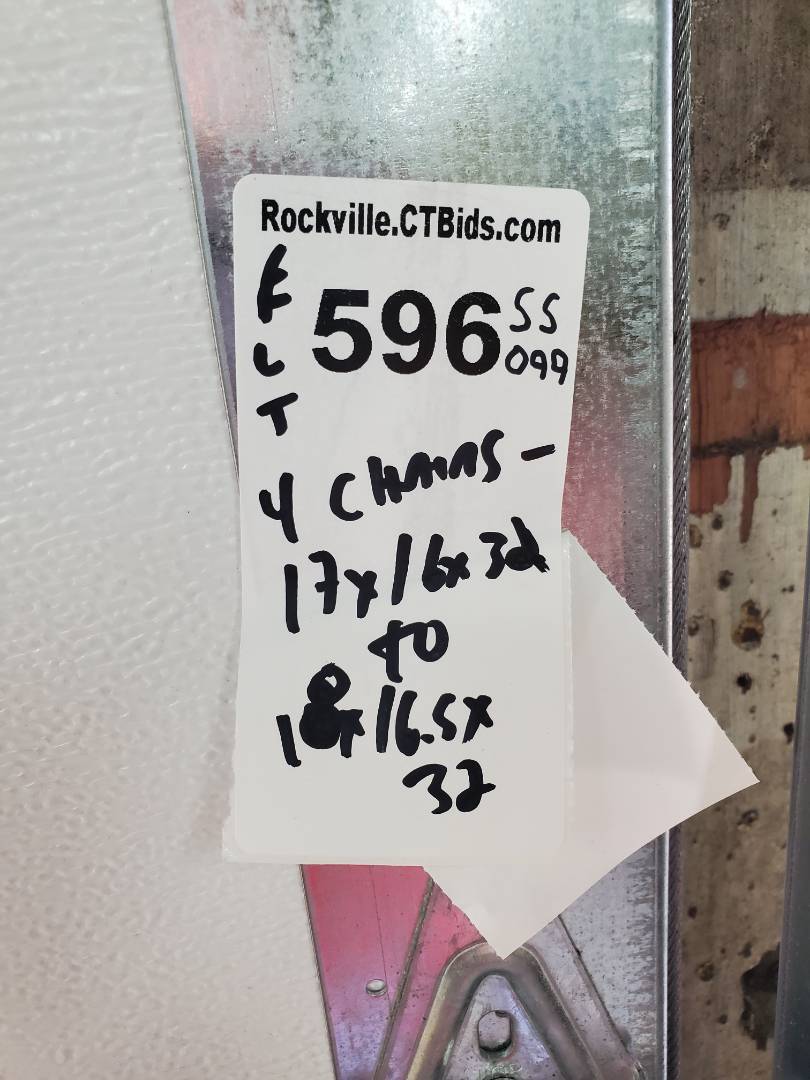 Rockville.CTBids.com
F
L
T
596 SS
099
4 CHAIRS -
17x16x32
to
18x16.5x
32